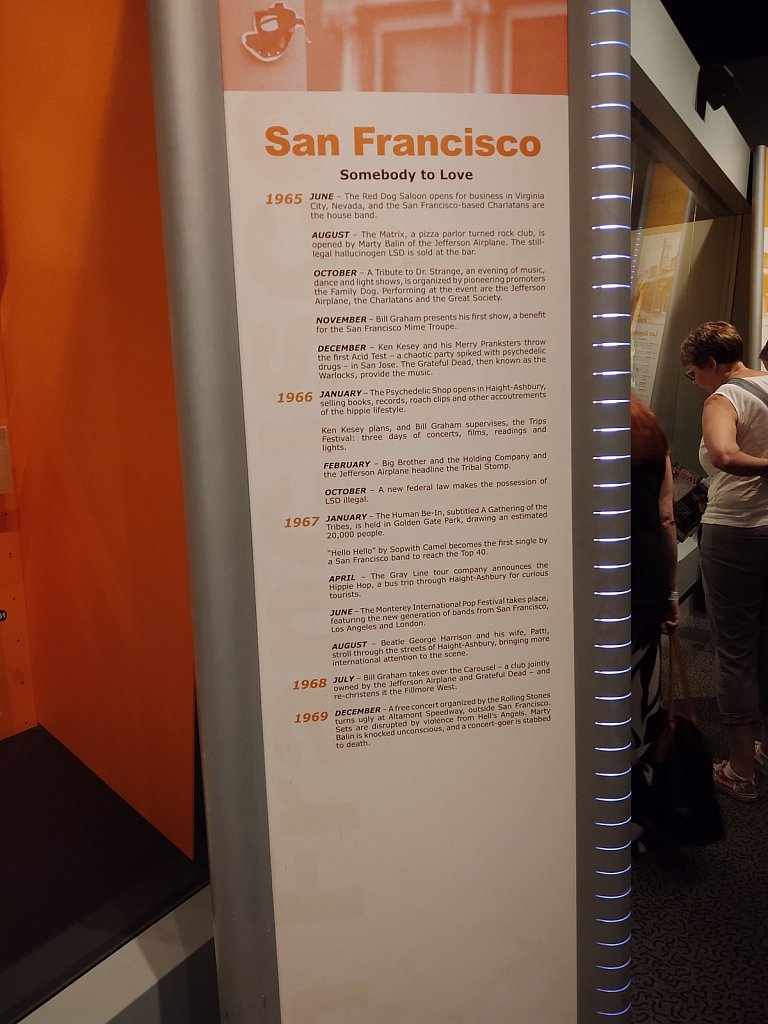 San Francisco
Somebody to Love
1965 JUNE – The Red Dog Saloon opens for business in Virginia
City, Nevada, and the San Francisco-based Charlatans are
the house band.
AUGUST – The Matrix, a pizza parlor turned rock club, is
opened by Marty Balin of the Jefferson Airplane. The still-
legal hallucinogen LSD is sold at the bar.
OCTOBER – A Tribute to Dr. Strange, an evening of music,
dance and light shows, is organized by pioneering promoters
the Family Dog. Performing at the event are the Jefferson
Airplane, the Charlatans and the Great Society.
NOVEMBER – Bill Graham presents his first show, a benefit
for the San Francisco Mime Troupe.
DECEMBER – Ken Kesey and his Merry Pranksters throw
the first Acid Test – a chaotic party spiked with psychedelic
drugs – in San Jose. The Grateful Dead, then known as the
Warlocks, provide the music.
1966 JANUARY – The Psychedelic Shop opens in Haight-Ashbury,
selling books, records, roach clips and other accoutrements
of the hippie lifestyle.
Ken Kesey plans, and Bill Graham supervises, the Trips
Festival: three days of concerts, films, readings and
lights.
FEBRUARY – Big Brother and the Holding Company and
the Jefferson Airplane headline the Tribal Stomp.
OCTOBER – A new federal law makes the possession of
LSD illegal.
1967 JANUARY – The Human Be-In, subtitled A Gathering of the
Tribes, is held in Golden Gate Park, drawing an estimated
20,000 people.
"Hello Hello" by Sopwith Camel becomes the first single by
a San Francisco band to reach the Top 40.
APRIL – The Gray Line tour company announces the
Hippie Hop, a bus trip through Haight-Ashbury for curious
tourists.
JUNE – The Monterey International Pop Festival takes place,
featuring the new generation of bands from San Francisco,
Los Angeles and London.
AUGUST – Beatle George Harrison and his wife, Patti,
stroll through the streets of Haight-Ashbury, bringing more
international attention to the scene.
1968 JULY – Bill Graham takes over the Carousel – a club jointly
owned by the Jefferson Airplane and Grateful Dead – and
re-christens it the Fillmore West.
1969 DECEMBER – A free concert organized by the Rolling Stones
turns ugly at Altamont Speedway, outside San Francisco.
Sets are disrupted by violence from Hell's Angels. Marty
Balin is knocked unconscious, and a concert-goer is stabbed
to death.